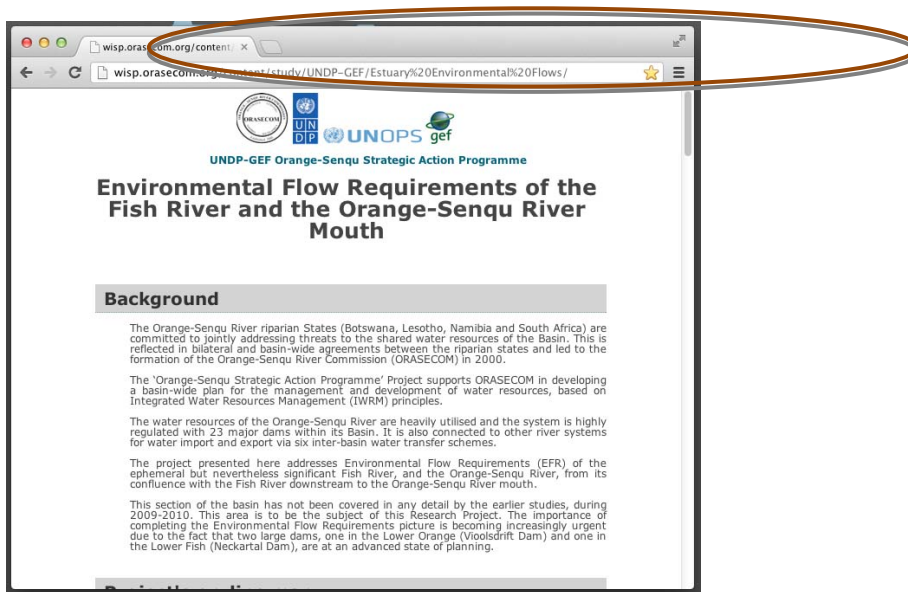 wisp.orasecom.org/content/
wisp.orasecom.org/content/study/UNDP-GEF/Estuary%20Environmental%20Flows/
ORASECOM
UN
DP
UNOPS
gef
UNDP-GEF Orange-Senqu Strategic Action Programme
Environmental Flow Requirements of the
Fish River and the Orange-Senqu River
Mouth
Background
The Orange-Senqu River riparian States (Botswana, Lesotho, Namibia and South Africa) are
committed to jointly addressing threats to the shared water resources of the Basin. This is
reflected in bilateral and basin-wide agreements between the riparian states and led to the
formation of the Orange-Senqu River Commission (ORASECOM) in 2000.
The ‘Orange-Senqu Strategic Action Programme’ Project supports ORASECOM in developing
a basin-wide plan for the management and development of water resources, based on
Integrated Water Resources Management (IWRM) principles.
The water resources of the Orange-Senqu River are heavily utilised and the system is highly
regulated with 23 major dams within its Basin. It is also connected to other river systems
for water import and export via six inter-basin water transfer schemes.
The project presented here addresses Environmental Flow Requirements (EFR) of the
ephemeral but nevertheless significant Fish River, and the Orange-Senqu River, from its
confluence with the Fish River downstream to the Orange-Senqu River mouth.
This section of the basin has not been covered in any detail by the earlier studies, during
2009-2010. This area is to be the subject of this Research Project. The importance of
completing the Environmental Flow Requirements picture is becoming increasingly urgent
due to the fact that two large dams, one in the Lower Orange (Vioolsdrift Dam) and one in
the Lower Fish (Neckartal Dam), are at an advanced state of planning.